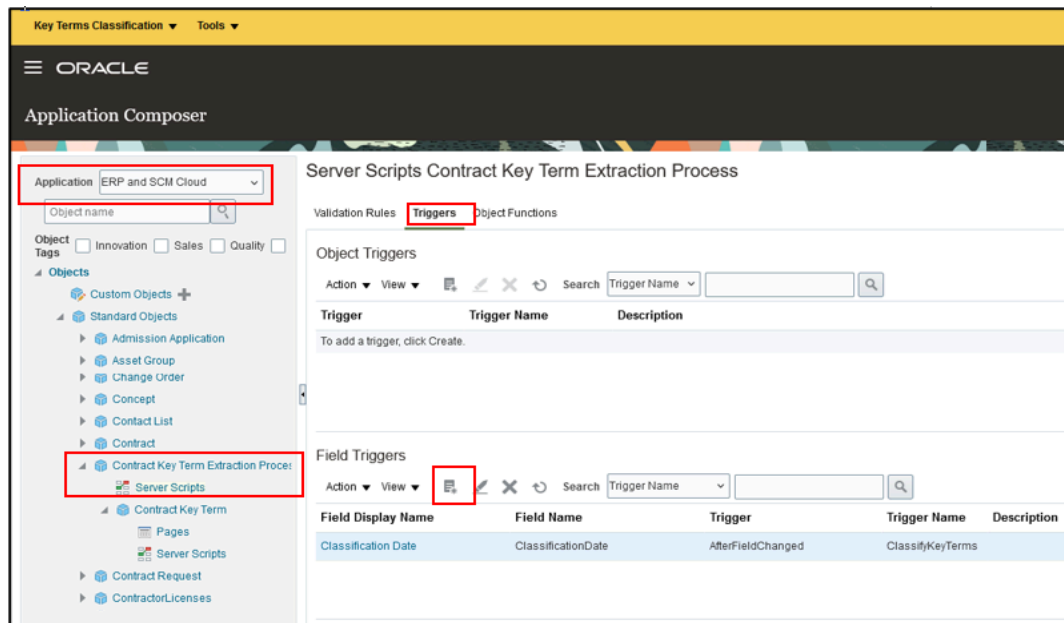 Key Terms Classification Tools
ORACLE
Application Composer
Application ERP and SCM Cloud
Object name
Object Tags Innovation Sales Quality
Objects
Custom Objects
Standard Objects
Admission Application
Asset Group
Change Order
Concept
Contact List
Contract
Contract Key Term Extraction Proces
Server Scripts
Contract Key Term
Pages
Server Scripts
Contract Request
ContractorLicenses
Server Scripts Contract Key Term Extraction Process
Validation Rules Triggers Object Functions
Object Triggers
Action View Search Trigger Name
Trigger Trigger Name Description
To add a trigger, click Create.
Field Triggers
Action View Search Trigger Name
Field Display Name Field Name Trigger Trigger Name Description
Classification Date ClassificationDate AfterFieldChanged ClassifyKeyTerms